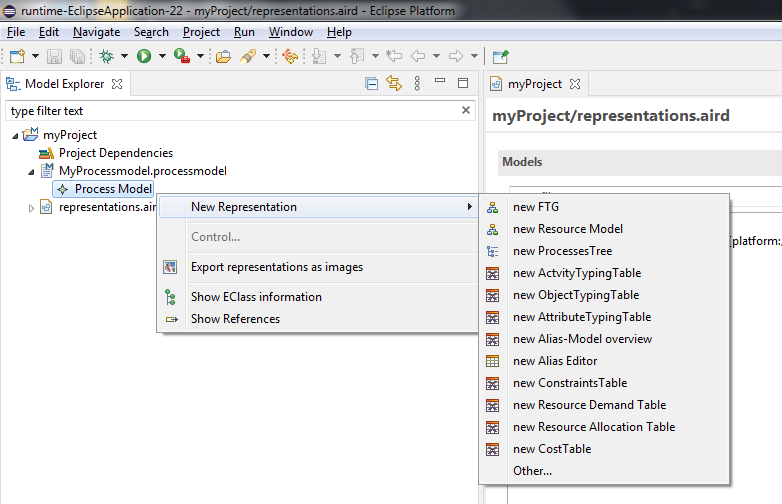 runtime-EclipseApplication-22 - myProject/representations.aird - Eclipse Platform
File Edit Navigate Search Project Run Window Help
Model Explorer
myProject
type filter text
myProject/representations.aird
myProject
Project Dependencies
MyProcessmodel.processmodel
Models
Process Model
representations.air
New Representation
Control...
Export representations as images
Show EClass information
Show References
new FTG
new Resource Model
[platform:/
new ProcessesTree
new ActvityTypingTable
new ObjectTypingTable
new AttributeTypingTable
new Alias-Model overview
new Alias Editor
new ConstraintsTable
new Resource Demand Table
new Resource Allocation Table
new CostTable
Other...